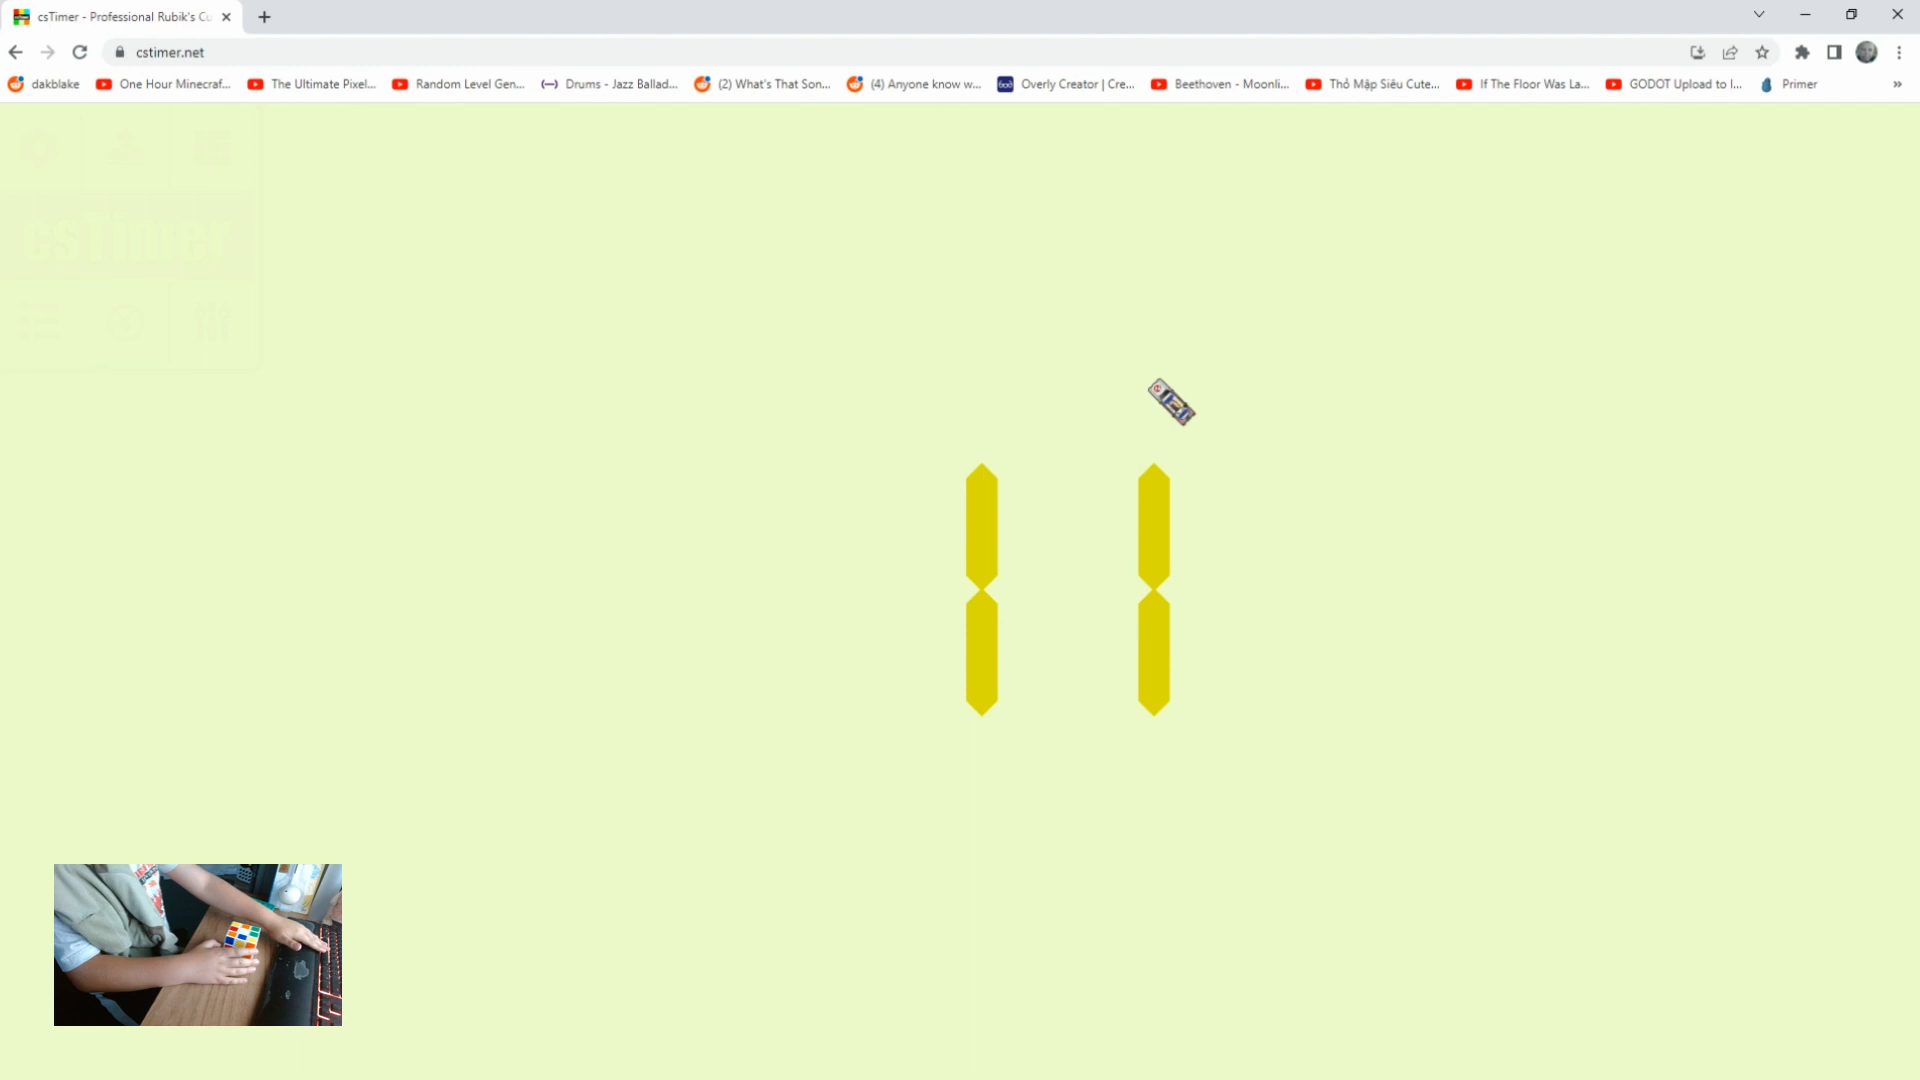 csTimer - Professional Rubik's Cu
cstimer.net
dakblake
One Hour Minecraf...
The Ultimate Pixel...
Random Level Gen...
Drums - Jazz Ballad...
(2) What's That Son...
(4) Anyone know w...
Overly Creator | Cre...
Beethoven - Moonli...
Thỏ Mập Siêu Cute...
If The Floor Was La...
GODOT Upload to I...
Primer
»
csTimer
11